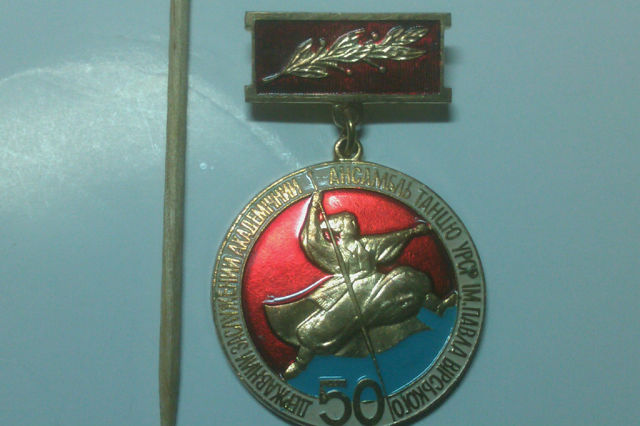 ДЕРЖАВНИЙ ЗАСЛУЖЕНИЙ АКАДЕМІЧНИЙ АНСАМБЛЬ ТАНЦЮ УРСР ІМ. ПАВЛА ВІРСЬКОГО
50